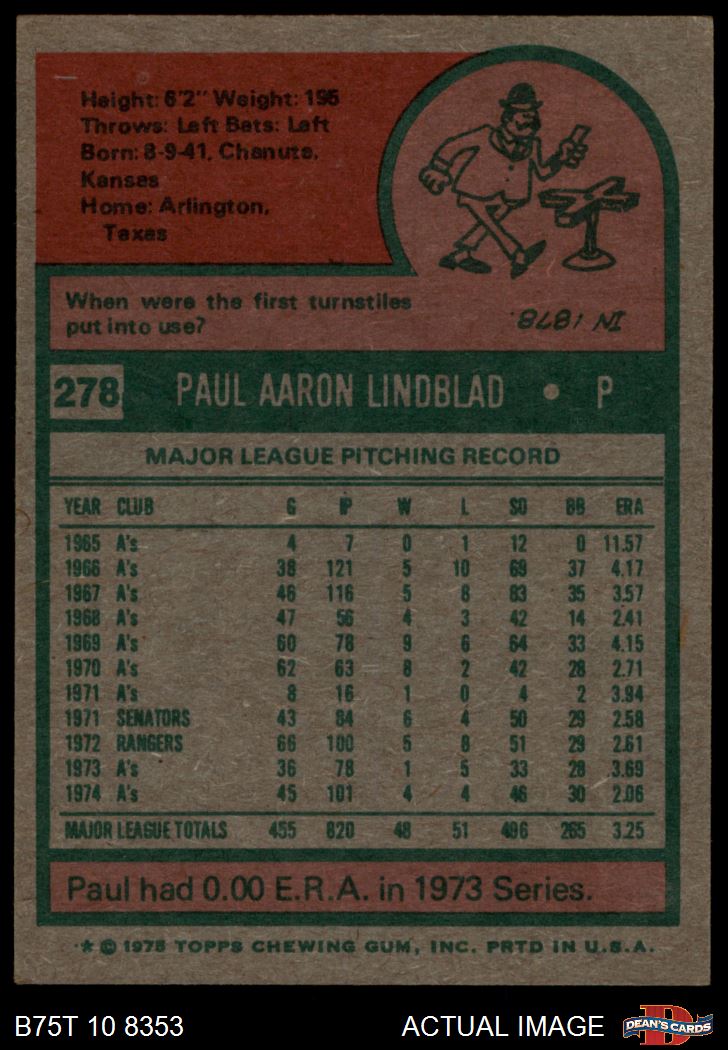 Height: 6'2" Weight: 195
Throws: Left Bats: Left
Born: 8-9-41, Chanute,
Kansas
Home: Arlington,
Texas
When were the first turnstiles
put into use?
IN 1878.
278 PAUL AARON LINDBLAD • P
MAJOR LEAGUE PITCHING RECORD
YEAR CLUB G IP W L SO BB ERA
1965 A's 4 7 0 1 12 0 11.57
1966 A's 38 121 5 10 69 37 4.17
1967 A's 46 116 5 8 83 35 3.57
1968 A's 47 56 4 3 42 14 2.41
1969 A's 60 78 9 6 64 33 4.15
1970 A's 62 63 8 2 42 28 2.71
1971 A's 8 16 1 0 4 2 3.94
1971 SENATORS 43 84 6 4 50 29 2.58
1972 RANGERS 66 100 5 8 51 29 2.61
1973 A's 36 78 1 5 33 28 3.69
1974 A's 45 101 4 4 46 30 2.06
MAJOR LEAGUE TOTALS 455 820 48 51 496 265 3.25
Paul had 0.00 E.R.A. in 1973 Series.
★ © 1975 TOPPS CHEWING GUM, INC. PRTD IN U.S.A.
B75T 10 8353 ACTUAL IMAGE
D
DEAN'S CARDS